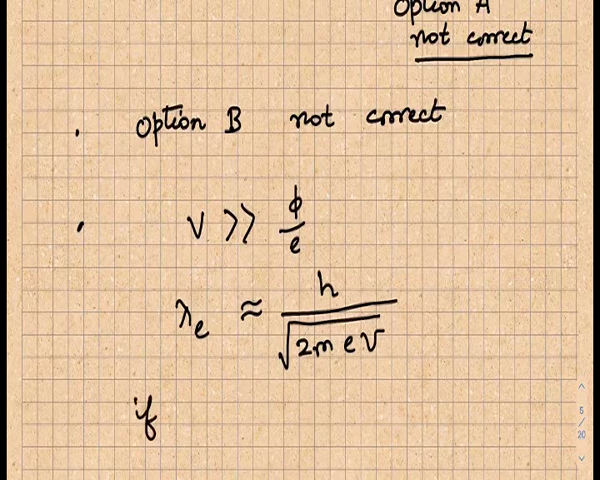 Option A
not correct
. Option B not correct
. V >> ϕ/e
λe ≈ h/√2meV
if
5
/
20